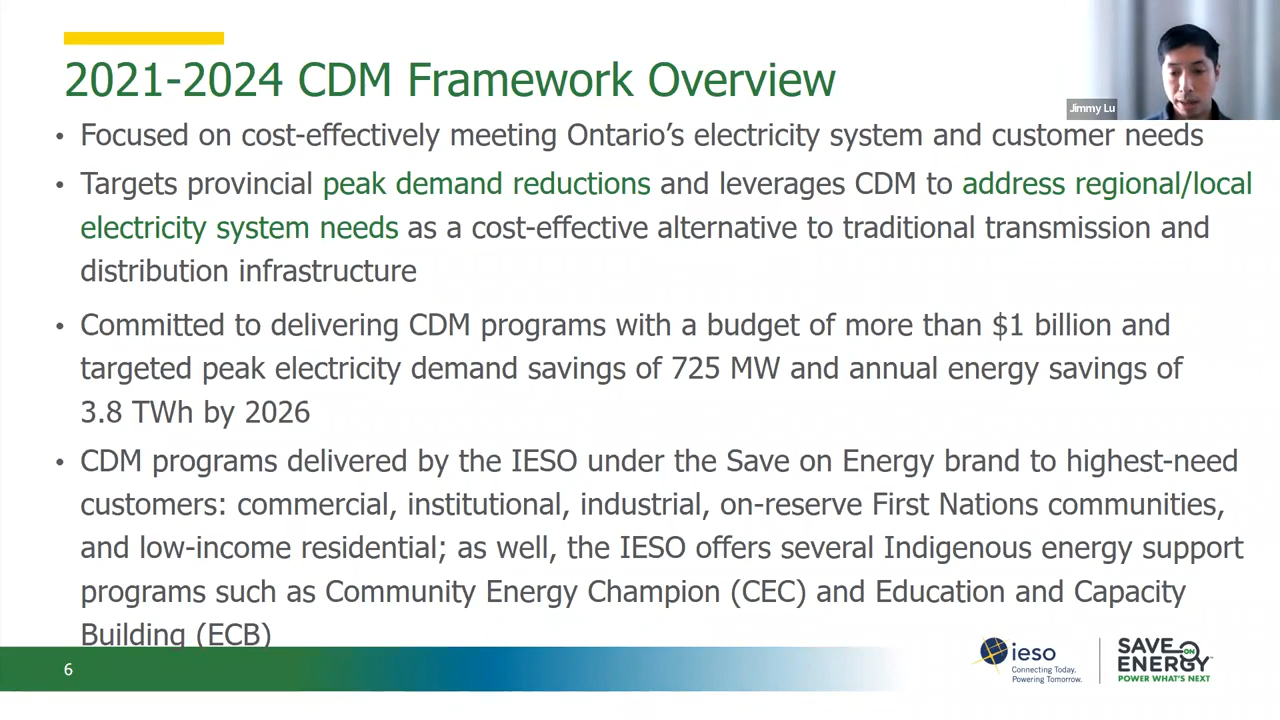 2021-2024 CDM Framework Overview
Jimmy Lu
• Focused on cost-effectively meeting Ontario's electricity system and customer needs
• Targets provincial peak demand reductions and leverages CDM to address regional/local
electricity system needs as a cost-effective alternative to traditional transmission and
distribution infrastructure
• Committed to delivering CDM programs with a budget of more than $1 billion and
targeted peak electricity demand savings of 725 MW and annual energy savings of
3.8 TWh by 2026
• CDM programs delivered by the IESO under the Save on Energy brand to highest-need
customers: commercial, institutional, industrial, on-reserve First Nations communities,
and low-income residential; as well, the IESO offers several Indigenous energy support
programs such as Community Energy Champion (CEC) and Education and Capacity
Building (ECB)
6
ieso
Connecting Today.
Powering Tomorrow.
SAVE ON
ENERGY™
POWER WHAT'S NEXT